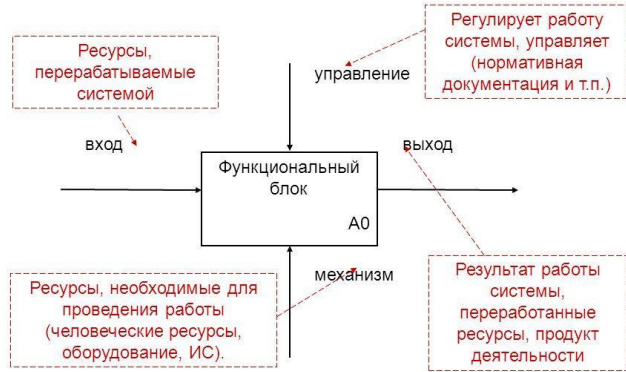 Ресурсы,
перерабатываемые
системой
Регулирует работу
системы, управляет
(нормативная
документация и т.п.)
управление
вход
выход
Функциональный
блок
A0
механизм
Ресурсы, необходимые для
проведения работы
(человеческие ресурсы,
оборудование, ИС).
Результат работы
системы,
переработанные
ресурсы, продукт
деятельности